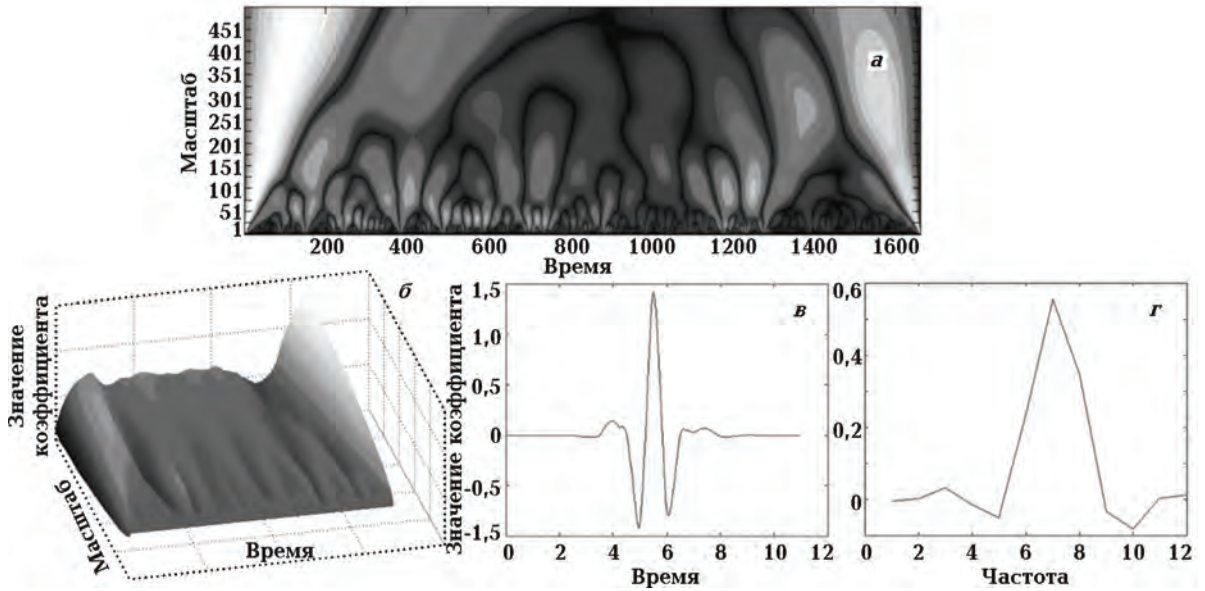 Масштаб
451
401
351
301
251
201
151
101
51
1
а
200 400 600 800 1000 1200 1400 1600
Время
б
Значение
коэффициента
Масштаб
Время
Значение коэффициента
1,5
1,0
0,5
0
-0,5
-1,5
в
0 2 4 6 8 10 12
Время
0,6
0,4
0,2
0
г
0 2 4 6 8 10 12
Частота